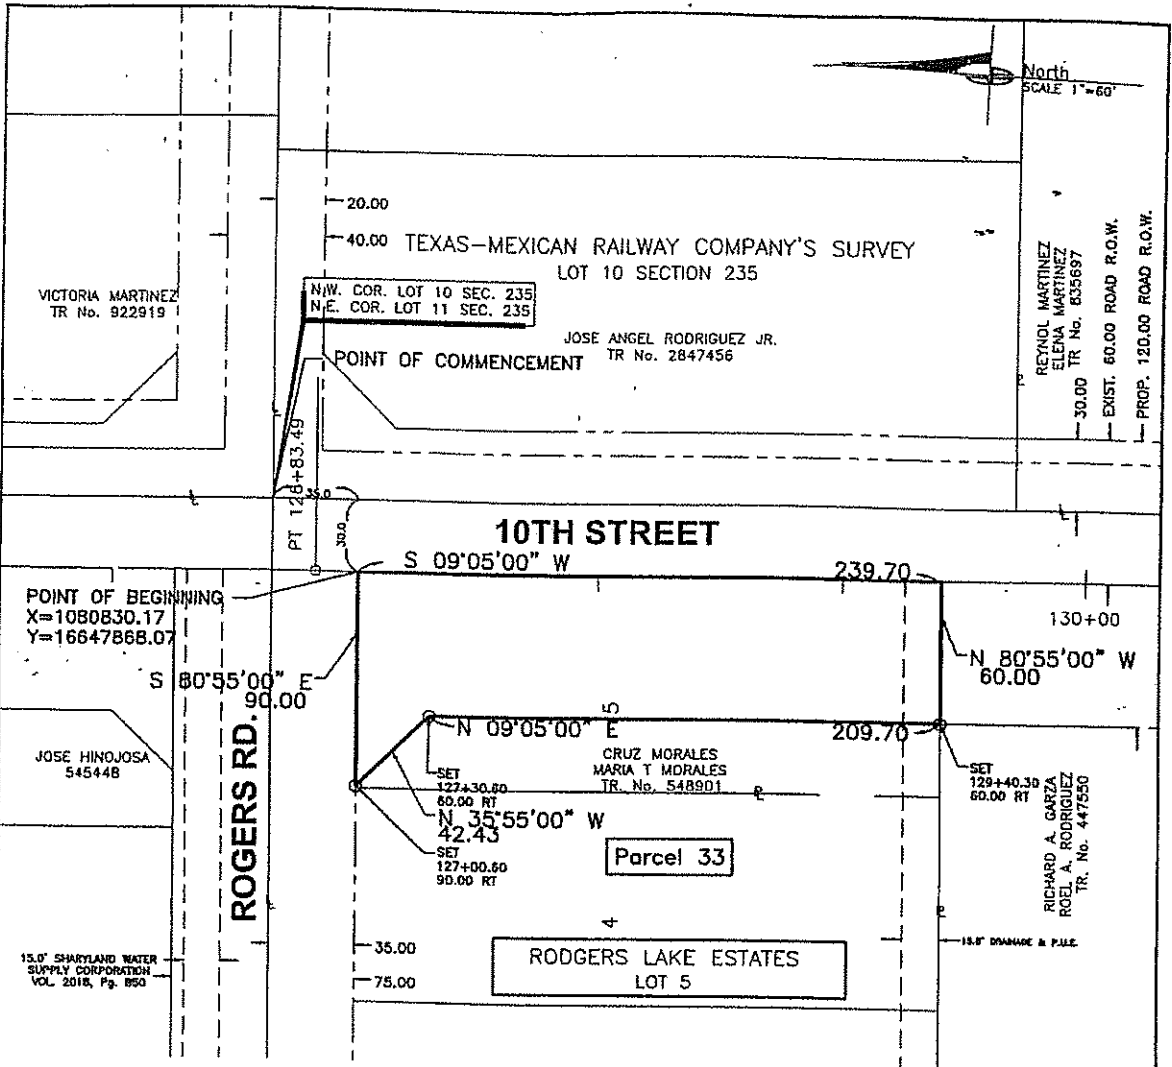 North
SCALE 1"=60'
20.00
40.00
TEXAS-MEXICAN RAILWAY COMPANY'S SURVEY
LOT 10 SECTION 235
VICTORIA MARTINEZ
TR No. 922919
N.W. COR. LOT 10 SEC. 235
N.E. COR. LOT 11 SEC. 235
JOSE ANGEL RODRIGUEZ JR.
TR No. 2847456
POINT OF COMMENCEMENT
REYNOL MARTINEZ
ELENA MARTINEZ
TR No. 835697
30.00
EXIST. 60.00 ROAD R.O.W.
PROP. 120.00 ROAD R.O.W.
PT 126+83.49
35.0
30.0
10TH STREET
S 09°05'00" W
239.70
POINT OF BEGINNING
X=1080830.17
Y=16647868.07
130+00
S 80°55'00" E
90.00
N 80°55'00" W
60.00
ROGERS RD.
5
N 09°05'00" E
209.70
JOSE HINOJOSA
545448
CRUZ MORALES
MARIA T MORALES
TR. No. 548901
SET
127+30.60
60.00 RT
SET
129+40.30
60.00 RT
N 35°55'00" W
42.43
SET
127+00.60
90.00 RT
Parcel 33
RICHARD A. GARZA
ROEL A. RODRIGUEZ
TR. No. 447550
4
35.00
75.00
15.0' SHARYLAND WATER
SUPPLY CORPORATION
VOL. 2018, Pg. 850
RODGERS LAKE ESTATES
LOT 5
15.0' DRAINAGE & P.U.E.